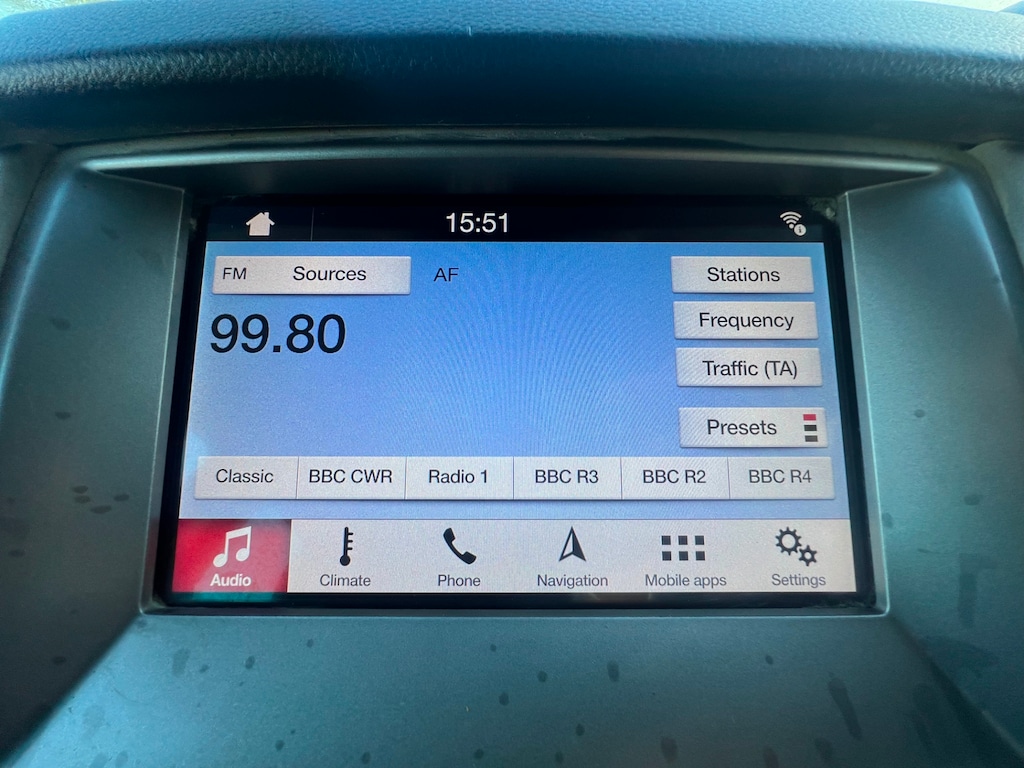 15:51
FM Sources AF Stations
99.80 Frequency
Traffic (TA)
Presets
Classic BBC CWR Radio 1 BBC R3 BBC R2 BBC R4
Audio Climate Phone Navigation Mobile apps Settings